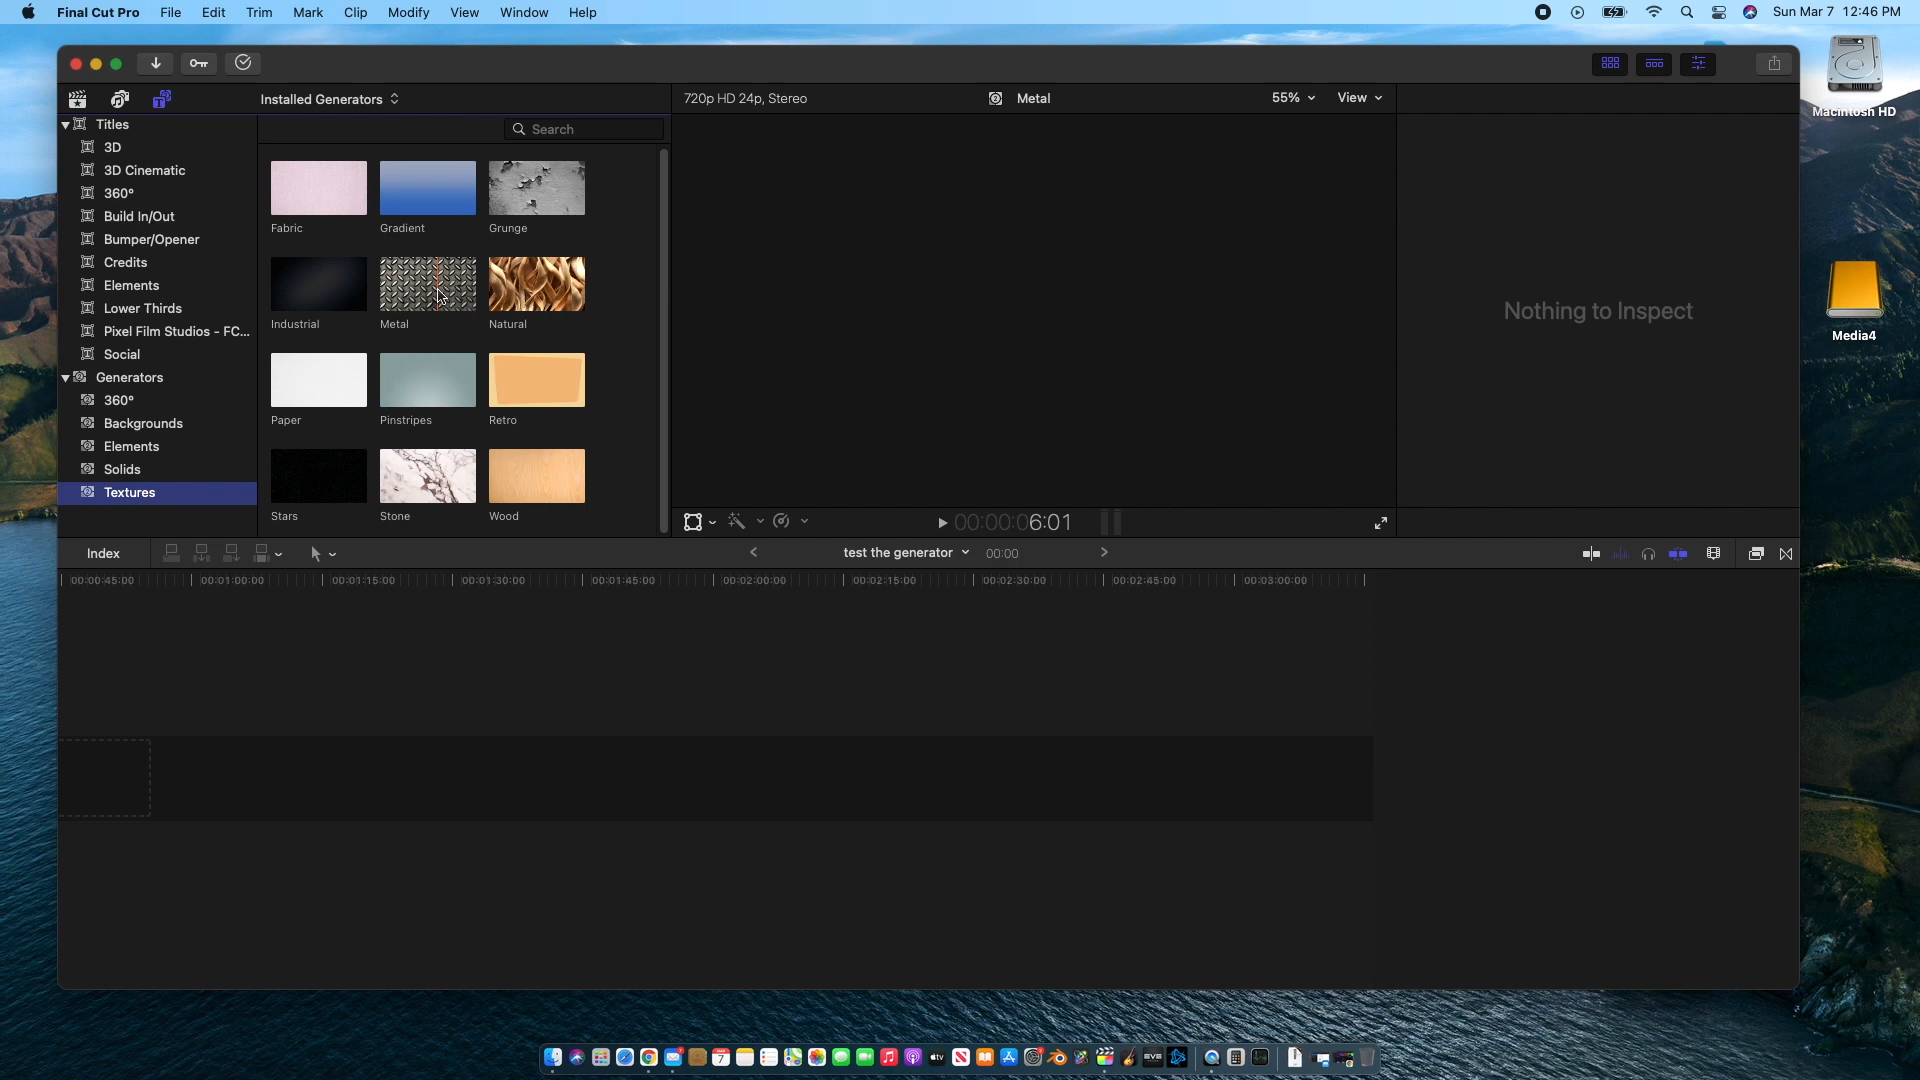 Final Cut Pro File Edit Trim Mark Clip Modify View Window Help Sun Mar 7 12:46 PM
Macintosh HD
Media4
Installed Generators
720p HD 24p, Stereo Metal 55% View
Titles
3D
3D Cinematic
360°
Build In/Out
Bumper/Opener
Credits
Elements
Lower Thirds
Pixel Film Studios - FC...
Social
Generators
360°
Backgrounds
Elements
Solids
Textures
Search
Fabric Gradient Grunge
Industrial Metal Natural
Paper Pinstripes Retro
Stars Stone Wood
Nothing to Inspect
00:00:06:01
Index test the generator 00:00
00:00:45:00 00:01:00:00 00:01:15:00 00:01:30:00 00:01:45:00 00:02:00:00 00:02:15:00 00:02:30:00 00:02:45:00 00:03:00:00